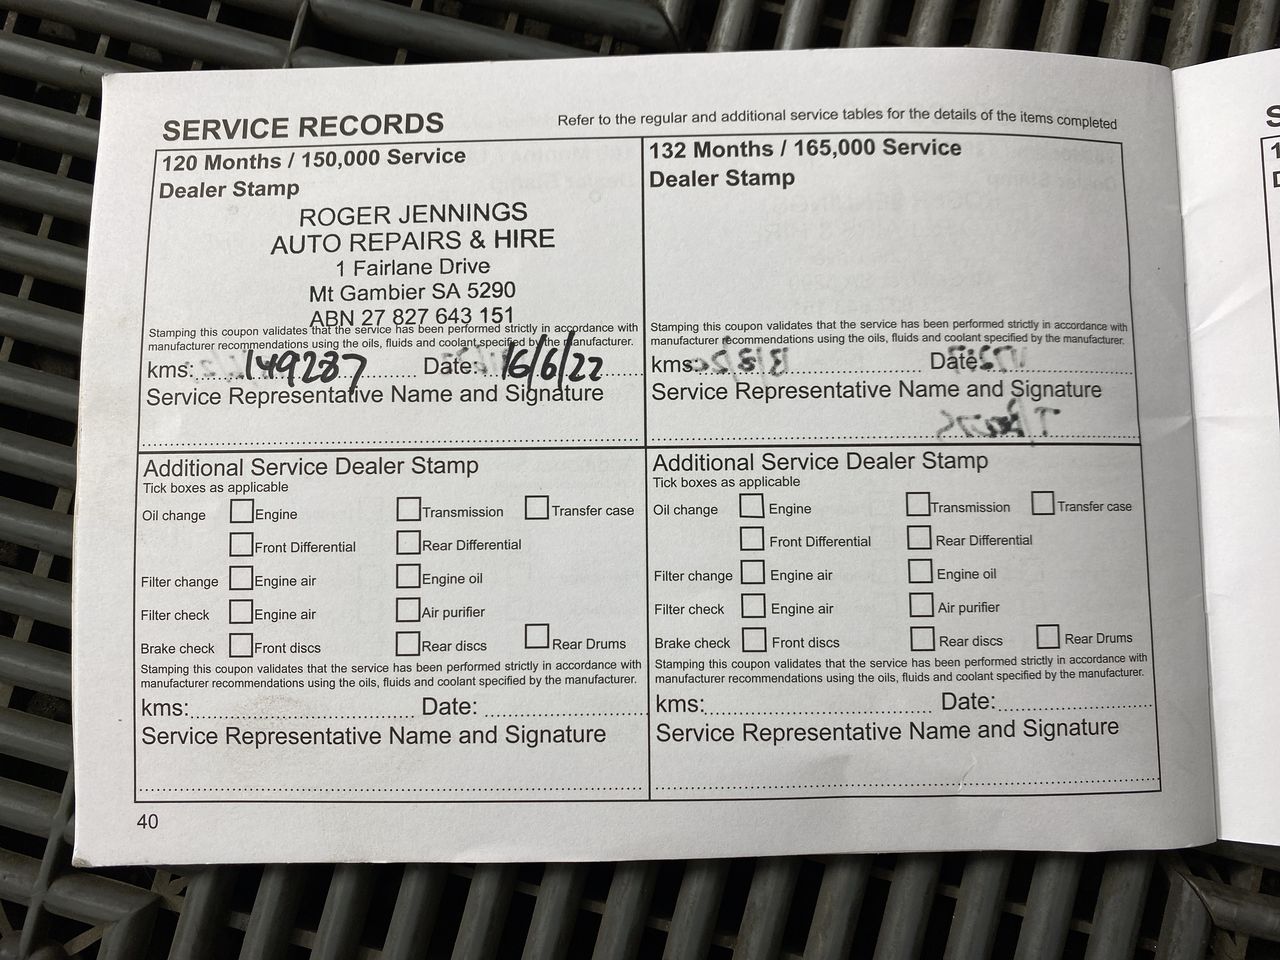 SERVICE RECORDS
Refer to the regular and additional service tables for the details of the items completed
120 Months / 150,000 Service
Dealer Stamp
ROGER JENNINGS
AUTO REPAIRS & HIRE
1 Fairlane Drive
Mt Gambier SA 5290
ABN 27 827 643 151
Stamping this coupon validates that the service has been performed strictly in accordance with
manufacturer recommendations using the oils, fluids and coolant specified by the manufacturer.
kms: 149287 Date: 16/6/22
Service Representative Name and Signature
Additional Service Dealer Stamp
Tick boxes as applicable
Oil change Engine Transmission Transfer case
Front Differential Rear Differential
Filter change Engine air Engine oil
Filter check Engine air Air purifier
Brake check Front discs Rear discs Rear Drums
Stamping this coupon validates that the service has been performed strictly in accordance with
manufacturer recommendations using the oils, fluids and coolant specified by the manufacturer.
kms: Date:
Service Representative Name and Signature
132 Months / 165,000 Service
Dealer Stamp
Stamping this coupon validates that the service has been performed strictly in accordance with
manufacturer recommendations using the oils, fluids and coolant specified by the manufacturer.
kms: Date:
Service Representative Name and Signature
Additional Service Dealer Stamp
Tick boxes as applicable
Oil change Engine Transmission Transfer case
Front Differential Rear Differential
Filter change Engine air Engine oil
Filter check Engine air Air purifier
Brake check Front discs Rear discs Rear Drums
Stamping this coupon validates that the service has been performed strictly in accordance with
manufacturer recommendations using the oils, fluids and coolant specified by the manufacturer.
kms: Date:
Service Representative Name and Signature
40